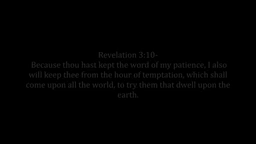 Revelation 3:10-
Because thou hast kept the word of my patience, I also
will keep thee from the hour of temptation, which shall
come upon all the world, to try them that dwell upon the
earth.